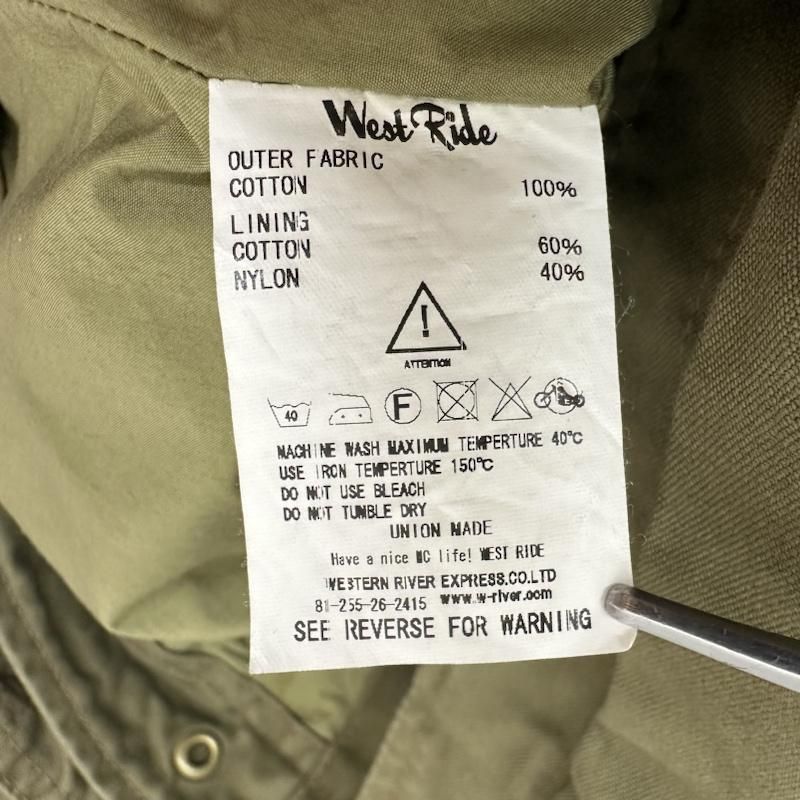 West Ride
OUTER FABRIC
COTTON 100%
LINING
COTTON 60%
NYLON 40%
!
ATTENTION
40 F
MACHINE WASH MAXIMUM TEMPERTURE 40℃
USE IRON TEMPERTURE 150℃
DO NOT USE BLEACH
DO NOT TUMBLE DRY
UNION MADE
Have a nice MC life! WEST RIDE
WESTERN RIVER EXPRESS.CO.LTD
81-255-26-2415 www.w-river.com
SEE REVERSE FOR WARNING